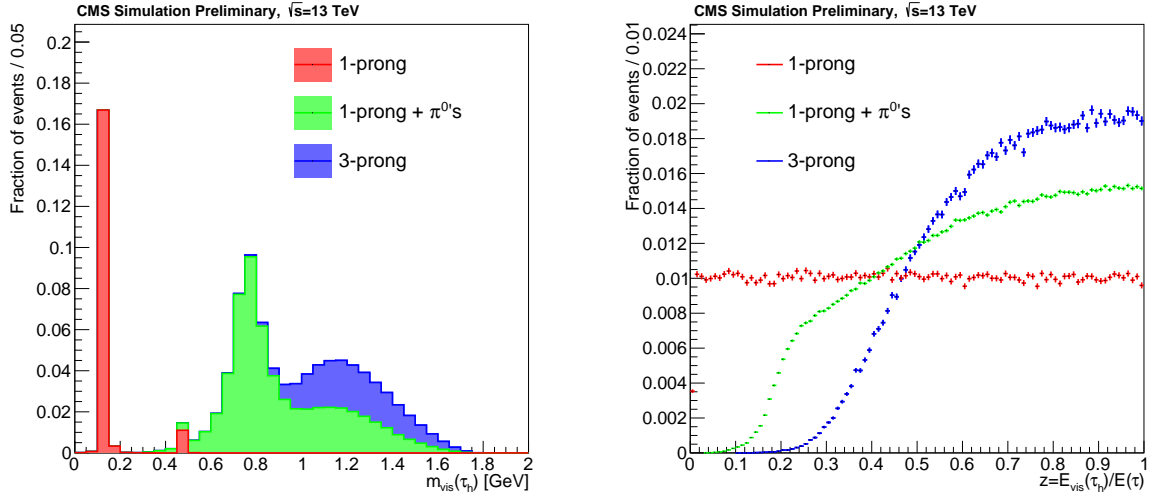 CMS Simulation Preliminary, √s=13 TeV
Fraction of events / 0.05
0.2
0.18
0.16
0.14
0.12
0.1
0.08
0.06
0.04
0.02
0
1-prong
1-prong + π⁰'s
3-prong
0 0.2 0.4 0.6 0.8 1 1.2 1.4 1.6 1.8 2
m_vis(τ_h) [GeV]
CMS Simulation Preliminary, √s=13 TeV
Fraction of events / 0.01
0.024
0.022
0.02
0.018
0.016
0.014
0.012
0.01
0.008
0.006
0.004
0.002
0
1-prong
1-prong + π⁰'s
3-prong
0 0.1 0.2 0.3 0.4 0.5 0.6 0.7 0.8 0.9 1
z=E_vis(τ_h)/E(τ)